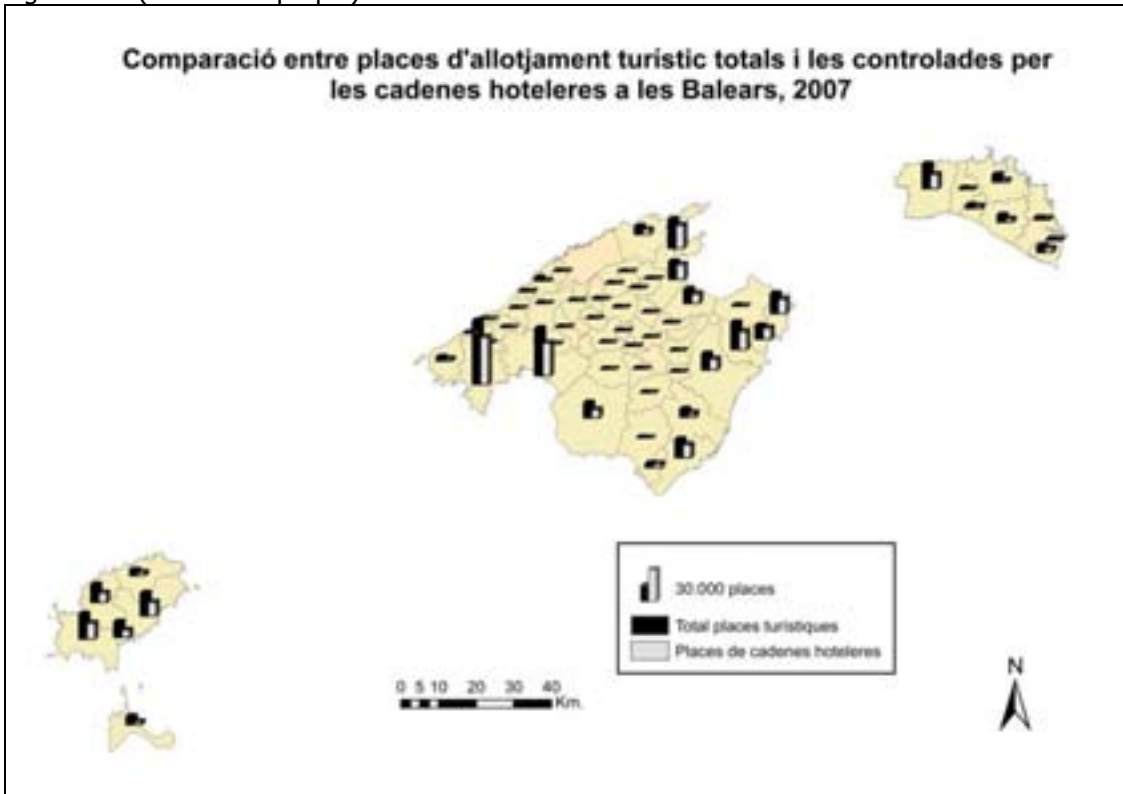 Comparació entre places d'allotjament turístic totals i les controlades per
les cadenes hoteleres a les Balears, 2007
30.000 places
Total places turístiques
Places de cadenes hoteleres
0 5 10 20 30 40
Km.
N